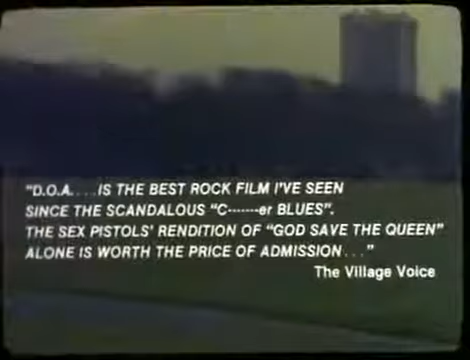 "D.O.A. . . . IS THE BEST ROCK FILM I'VE SEEN
SINCE THE SCANDALOUS "C-------er BLUES".
THE SEX PISTOLS' RENDITION OF "GOD SAVE THE QUEEN"
ALONE IS WORTH THE PRICE OF ADMISSION . . ."
The Village Voice